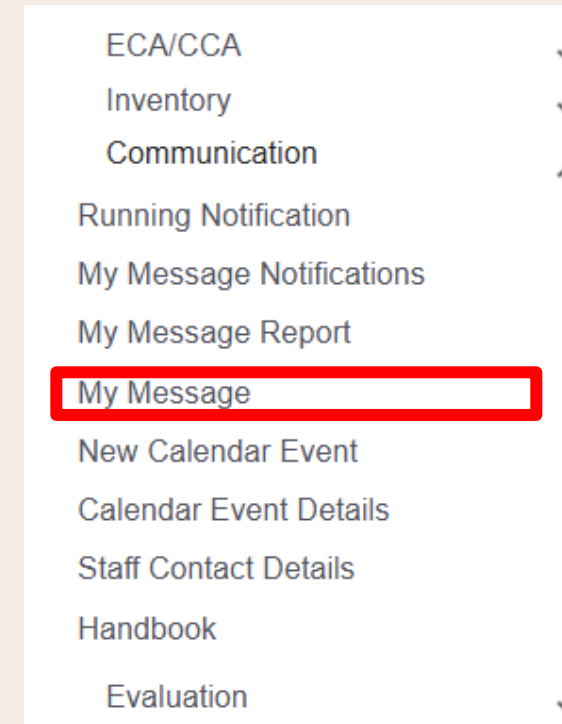 ECA/CCA
Inventory
Communication
Running Notification
My Message Notifications
My Message Report
My Message
New Calendar Event
Calendar Event Details
Staff Contact Details
Handbook
Evaluation